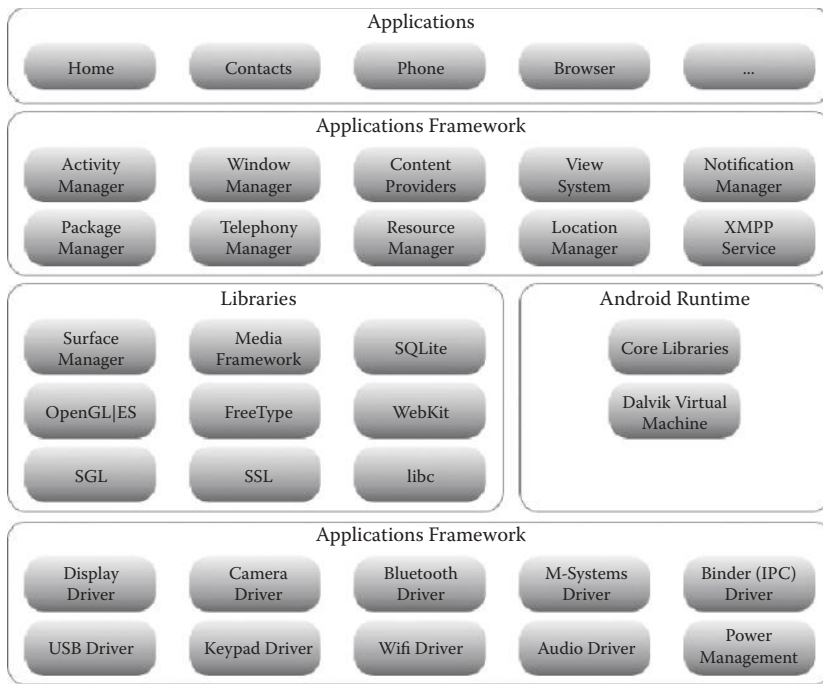 Applications
Home
Contacts
Phone
Browser
...
Applications Framework
Activity
Manager
Window
Manager
Content
Providers
View
System
Notification
Manager
Package
Manager
Telephony
Manager
Resource
Manager
Location
Manager
XMPP
Service
Libraries
Surface
Manager
Media
Framework
SQLite
OpenGL|ES
FreeType
WebKit
SGL
SSL
libc
Android Runtime
Core Libraries
Dalvik Virtual
Machine
Applications Framework
Display
Driver
Camera
Driver
Bluetooth
Driver
M-Systems
Driver
Binder (IPC)
Driver
USB Driver
Keypad Driver
Wifi Driver
Audio Driver
Power
Management